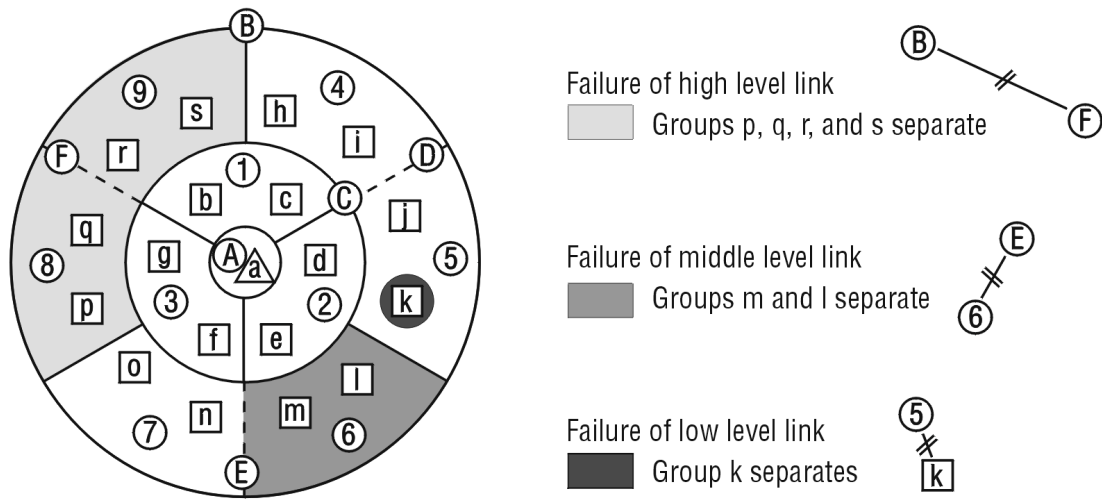 B
9
s
h
4
i
r
F
D
1
b
c
C
j
q
g
A
a
d
5
8
3
2
k
p
f
e
o
l
m
n
7
6
E
Failure of high level link
Groups p, q, r, and s separate
B
F
Failure of middle level link
Groups m and l separate
E
6
Failure of low level link
Group k separates
5
k